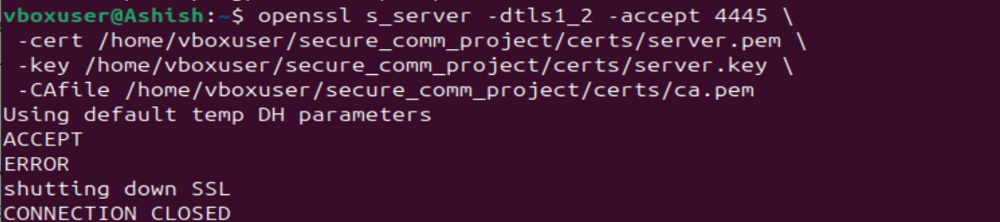 vboxuser@Ashish:~$ openssl s_server -dtls1_2 -accept 4445 \
 -cert /home/vboxuser/secure_comm_project/certs/server.pem \
 -key /home/vboxuser/secure_comm_project/certs/server.key \
 -CAfile /home/vboxuser/secure_comm_project/certs/ca.pem
Using default temp DH parameters
ACCEPT
ERROR
shutting down SSL
CONNECTION CLOSED